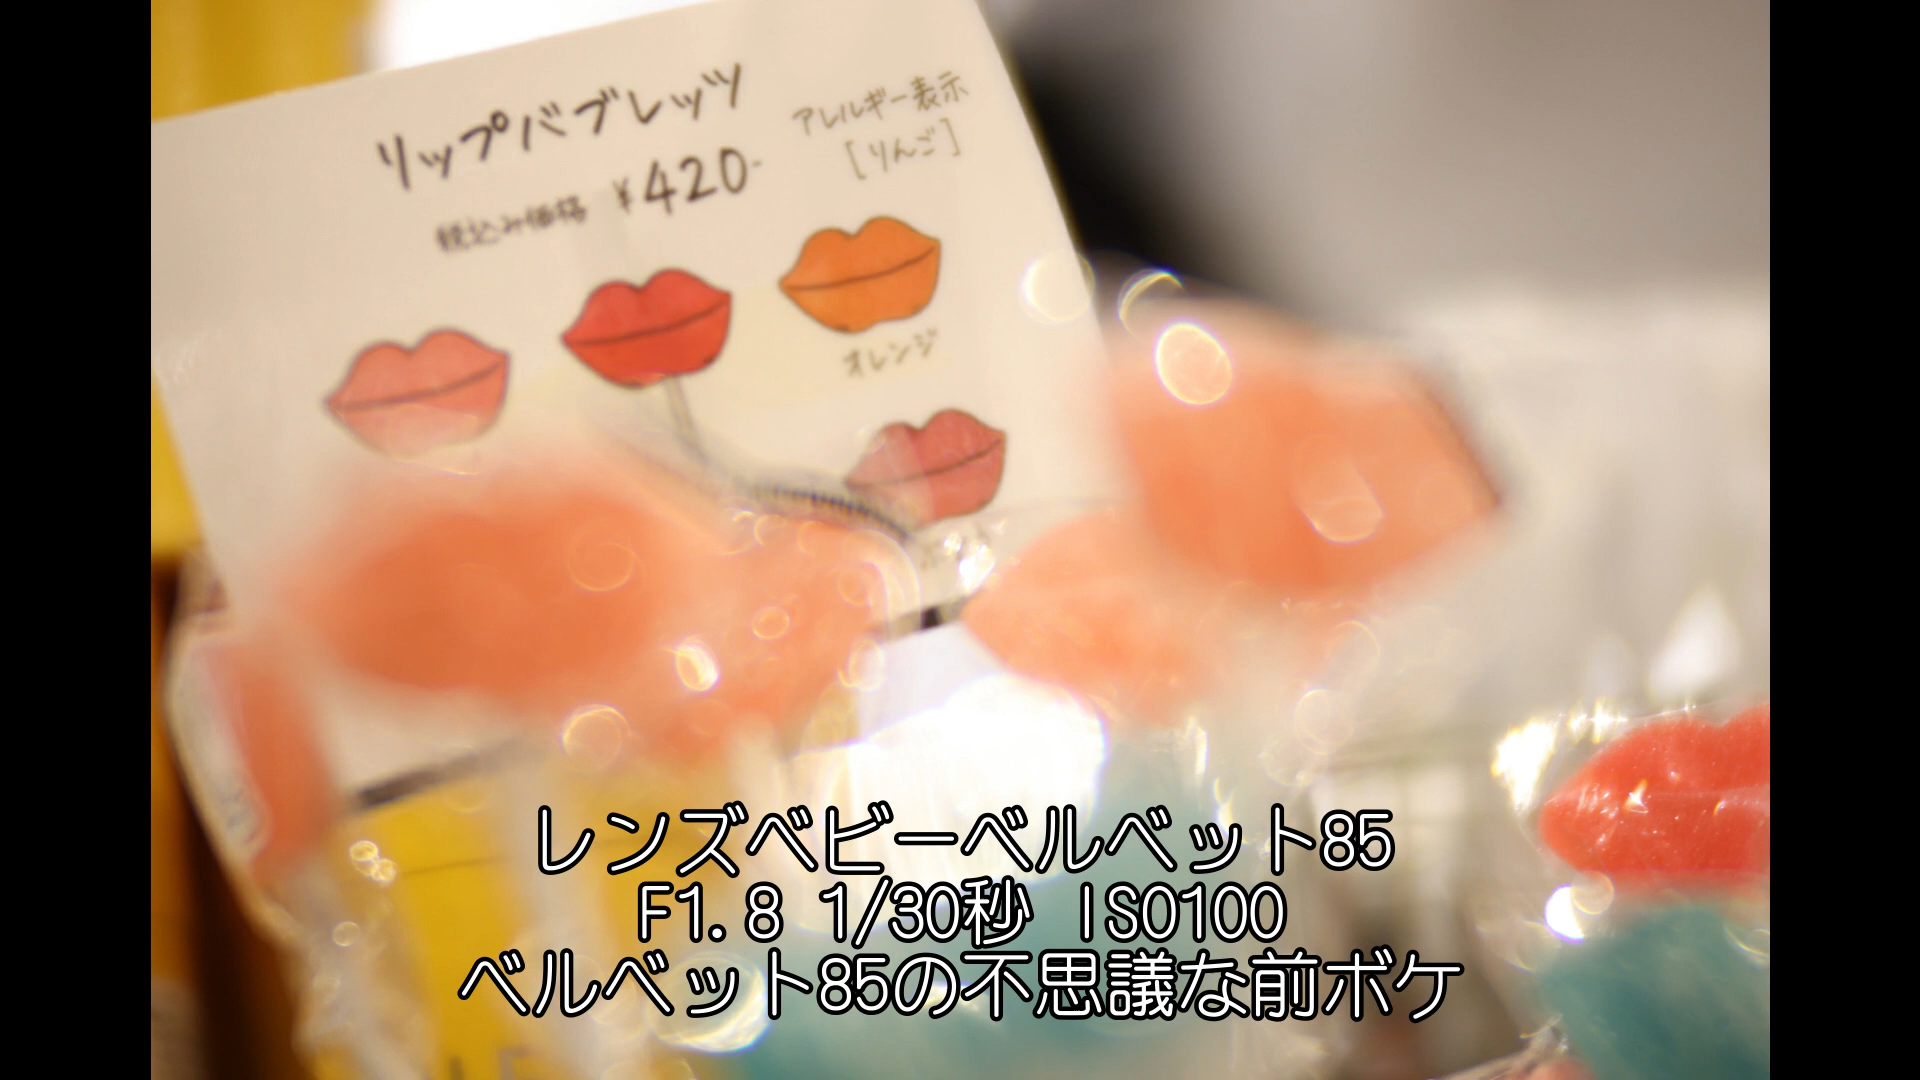 リップバブレッツ
アレルギー表示
[りんご]
税込み価格 ¥420-
オレンジ
レンズベビーベルベット85
F1.8 1/30秒 ISO100
ベルベット85の不思議な前ボケ